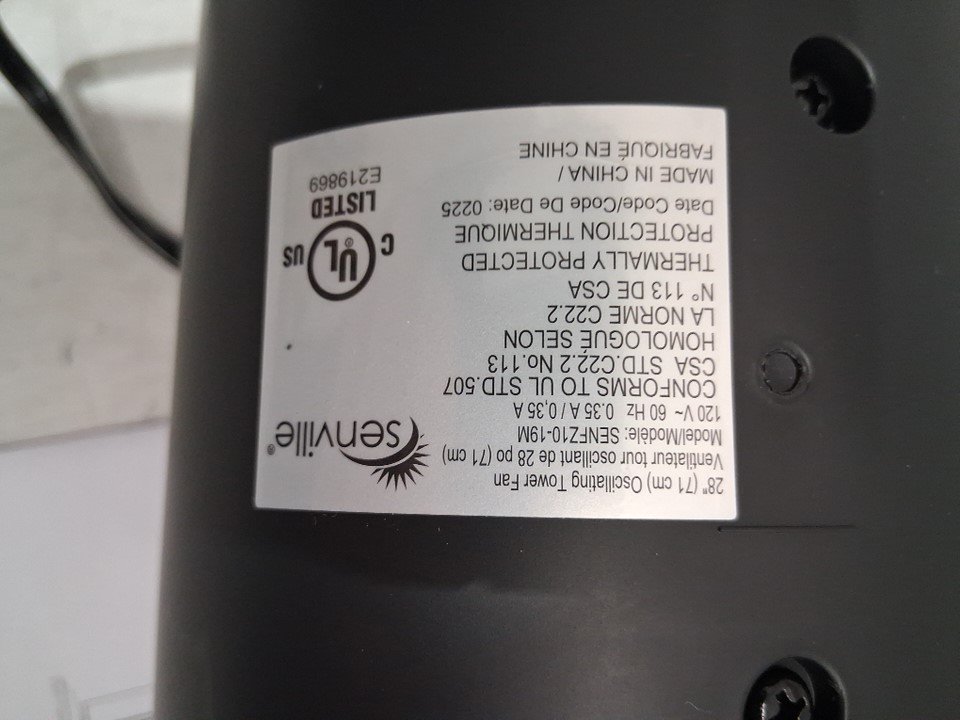 28" (71 cm) Oscillating Tower Fan
Ventilateur tour oscillant de 28 po (71 cm)
Model/Modèle: SENFZ10-19M
120 V~ 60 Hz 0.35 A / 0,35 A
CONFORMS TO UL STD.507
CSA STD.C22.2 No.113
HOMOLOGUÉ SELON
LA NORME C22.2
N° 113 DE CSA
THERMALLY PROTECTED
PROTECTION THERMIQUE
Date Code/Code De Date: 0225
MADE IN CHINA /
FABRIQUÉ EN CHINE
senville®
C UL® US
LISTED
E219869